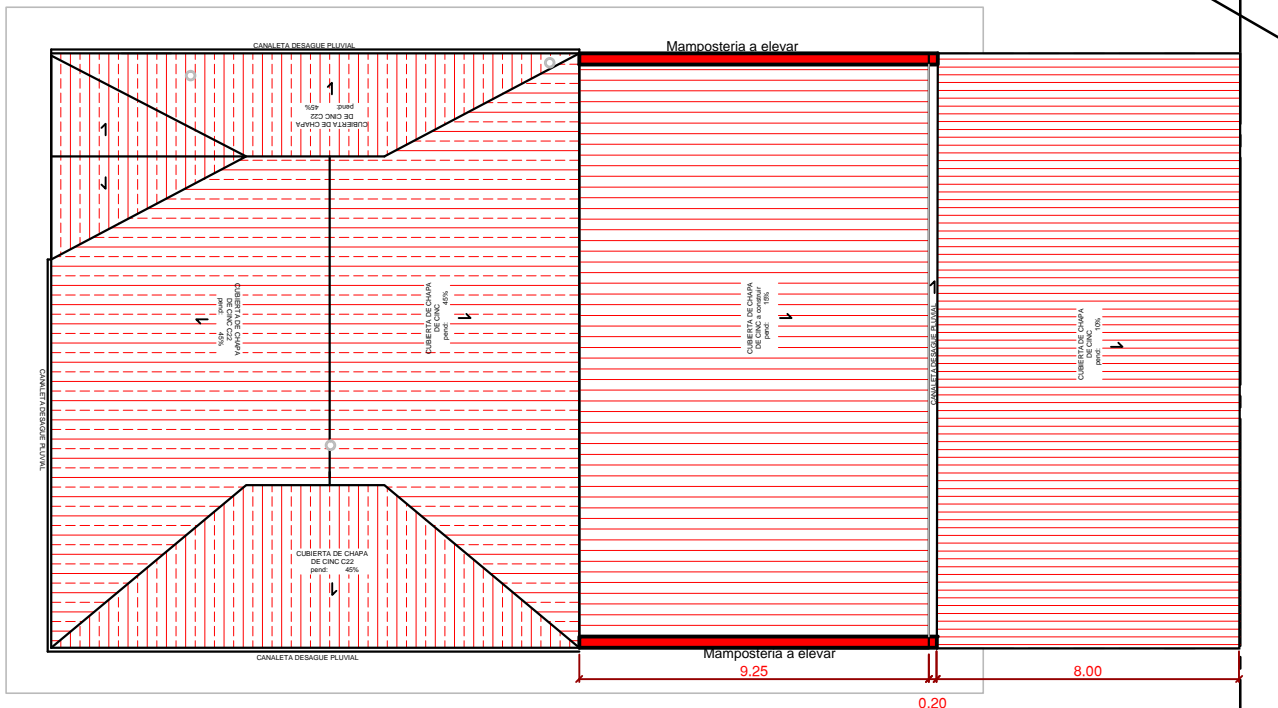 CANALETA DESAGUE PLUVIAL
Mamposteria a elevar
CUBIERTA DE CHAPA
DE CINC C22
pend: 45%
CUBIERTA DE CHAPA
DE CINC C22
pend: 45%
CUBIERTA DE CHAPA
DE CINC
pend: 45%
CUBIERTA DE CHAPA
DE CINC a construir
pend: 15%
CANALETA DESAGUE PLUVIAL
CUBIERTA DE CHAPA
DE CINC
pend: 10%
CANALETA DESAGUE PLUVIAL
CUBIERTA DE CHAPA
DE CINC C22
pend: 45%
CANALETA DESAGUE PLUVIAL
Mamposteria a elevar
9.25
8.00
0.20